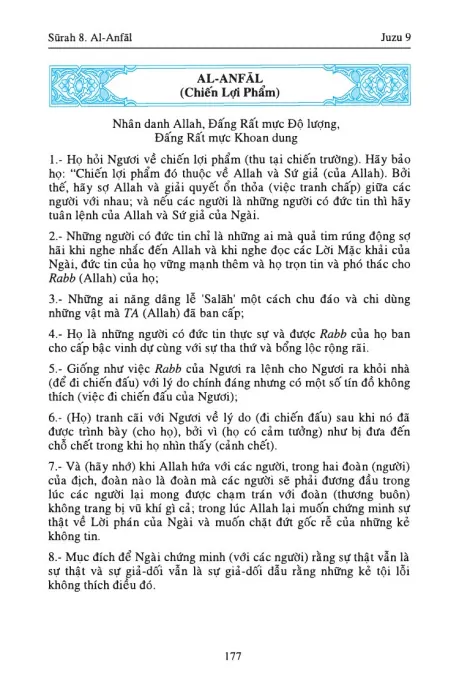 Sūrah 8. Al-Anfāl Juzu 9
AL-ANFĀL
(Chiến Lợi Phẩm)
Nhân danh Allah, Đấng Rất mực Độ lượng,
Đấng Rất mực Khoan dung
1.- Họ hỏi Ngươi về chiến lợi phẩm (thu tại chiến trường). Hãy bảo
họ: “Chiến lợi phẩm đó thuộc về Allah và Sứ giả (của Allah). Bởi
thế, hãy sợ Allah và giải quyết ổn thỏa (việc tranh chấp) giữa các
người với nhau; và nếu các người là những người có đức tin thì hãy
tuân lệnh của Allah và Sứ giả của Ngài.
2.- Những người có đức tin chỉ là những ai mà quả tim rúng động sợ
hãi khi nghe nhắc đến Allah và khi nghe đọc các Lời Mặc khải của
Ngài, đức tin của họ vững mạnh thêm và họ trọn tin và phó thác cho
Rabb (Allah) của họ;
3.- Những ai năng dâng lễ 'Salāh' một cách chu đáo và chi dùng
những vật mà TA (Allah) đã ban cấp;
4.- Họ là những người có đức tin thực sự và được Rabb của họ ban
cho cấp bậc vinh dự cùng với sự tha thứ và bổng lộc rộng rãi.
5.- Giống như việc Rabb của Ngươi ra lệnh cho Ngươi ra khỏi nhà
(để đi chiến đấu) với lý do chính đáng nhưng có một số tín đồ không
thích (việc đi chiến đấu của Ngươi);
6.- (Họ) tranh cãi với Ngươi về lý do (đi chiến đấu) sau khi nó đã
được trình bày (cho họ), bởi vì (họ có cảm tưởng) như bị đưa đến
chỗ chết trong khi họ nhìn thấy (cảnh chết).
7.- Và (hãy nhớ) khi Allah hứa với các người, trong hai đoàn (người)
của địch, đoàn nào là đoàn mà các người sẽ phải đương đầu trong
lúc các người lại mong được chạm trán với đoàn (thương buôn)
không trang bị vũ khí gì cả; trong lúc Allah lại muốn chứng minh sự
thật về Lời phán của Ngài và muốn chặt đứt gốc rễ của những kẻ
không tin.
8.- Mục đích để Ngài chứng minh (với các người) rằng sự thật vẫn là
sự thật và sự giả-dối vẫn là sự giả-dối dẫu rằng những kẻ tội lỗi
không thích điều đó.
177